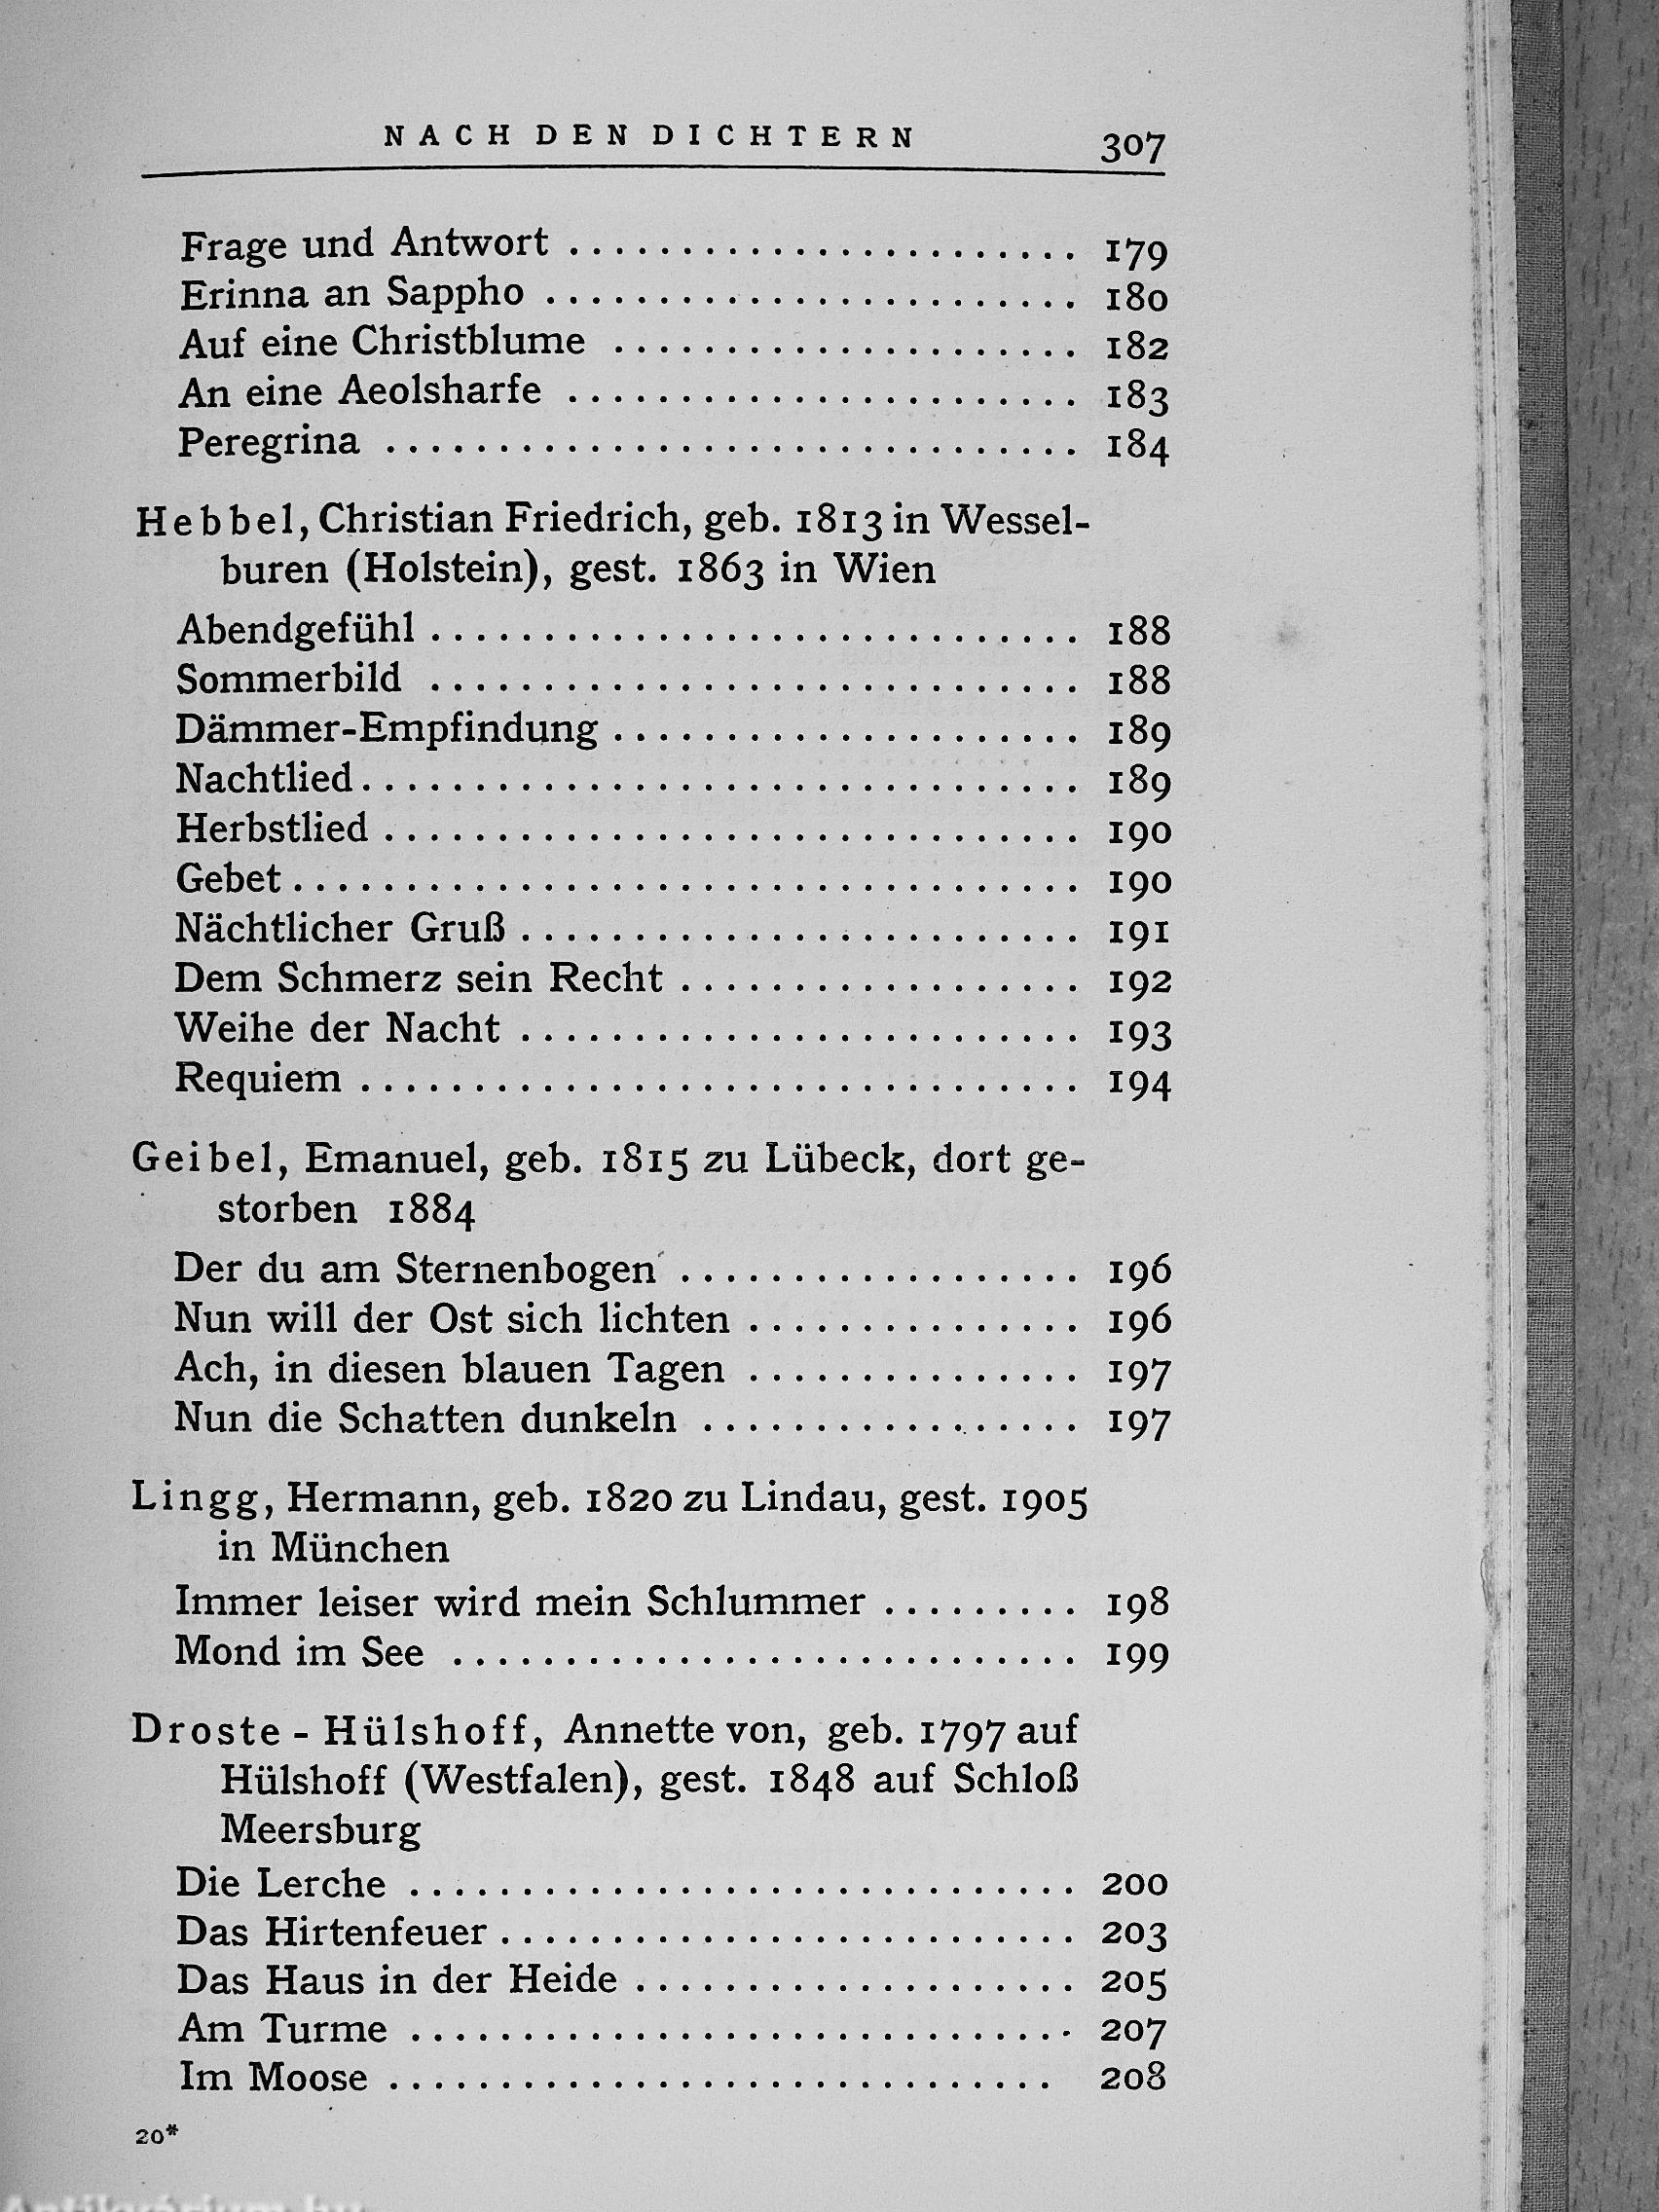 NACH DEN DICHTERN 307
Frage und Antwort ....................... 179
Erinna an Sappho ........................ 180
Auf eine Christblume ..................... 182
An eine Aeolsharfe ....................... 183
Peregrina ............................... 184
Hebbel, Christian Friedrich, geb. 1813 in Wessel-
buren (Holstein), gest. 1863 in Wien
Abendgefühl ............................. 188
Sommerbild ............................. 188
Dämmer-Empfindung ..................... 189
Nachtlied ................................ 189
Herbstlied ............................... 190
Gebet ................................... 190
Nächtlicher Gruß ......................... 191
Dem Schmerz sein Recht .................. 192
Weihe der Nacht ......................... 193
Requiem ................................ 194
Geibel, Emanuel, geb. 1815 zu Lübeck, dort ge-
storben 1884
Der du am Sternenbogen .................. 196
Nun will der Ost sich lichten ............... 196
Ach, in diesen blauen Tagen ............... 197
Nun die Schatten dunkeln ................. 197
Lingg, Hermann, geb. 1820 zu Lindau, gest. 1905
in München
Immer leiser wird mein Schlummer ......... 198
Mond im See ............................ 199
Droste-Hülshoff, Annette von, geb. 1797 auf
Hülshoff (Westfalen), gest. 1848 auf Schloß
Meersburg
Die Lerche .............................. 200
Das Hirtenfeuer .......................... 203
Das Haus in der Heide .................... 205
Am Turme .............................. 207
Im Moose .............................. 208
20*